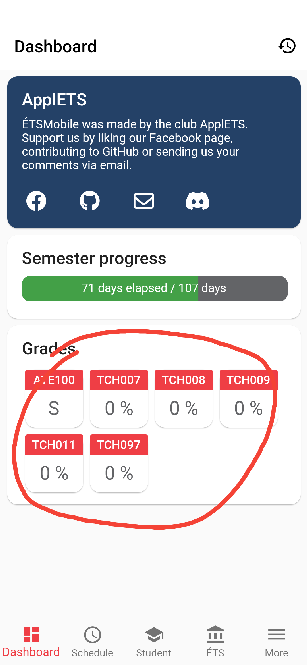 Dashboard
ApplETS
ÉTSMobile was made by the club ApplETS.
Support us by liking our Facebook page,
contributing to GitHub or sending us your
comments via email.
Semester progress
71 days elapsed / 107 days
Grades
TCH007 TCH008 TCH009
S 0 % 0 % 0 %
TCH011 TCH097
0 % 0 %
Dashboard Schedule Student ÉTS More